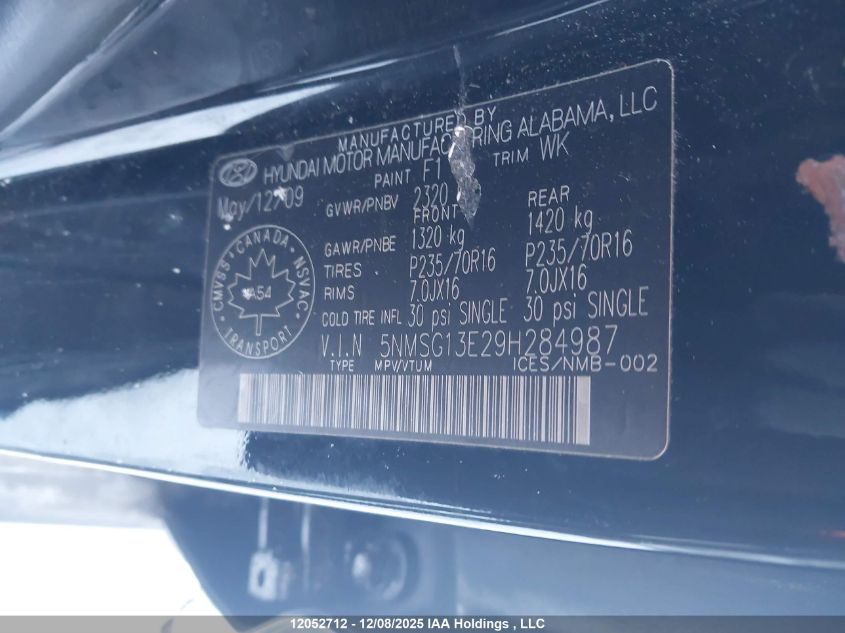 MANUFACTURED BY
HYUNDAI MOTOR MANUFACTURING ALABAMA, LLC
May/12/09 PAINT F1 TRIM WK
GVWR/PNBV 2320
FRONT REAR
GAWR/PNBE 1320 kg 1420 kg
TIRES P235/70R16 P235/70R16
RIMS 7.0JX16 7.0JX16
COLD TIRE INFL 30 psi SINGLE 30 psi SINGLE
CANADA
CMVSS NSVAC
A54
TRANSPORT
V.I.N 5NMSG13E29H284987
TYPE MPV/VTUM ICES/NMB-002
12052712 - 12/08/2025 IAA Holdings , LLC